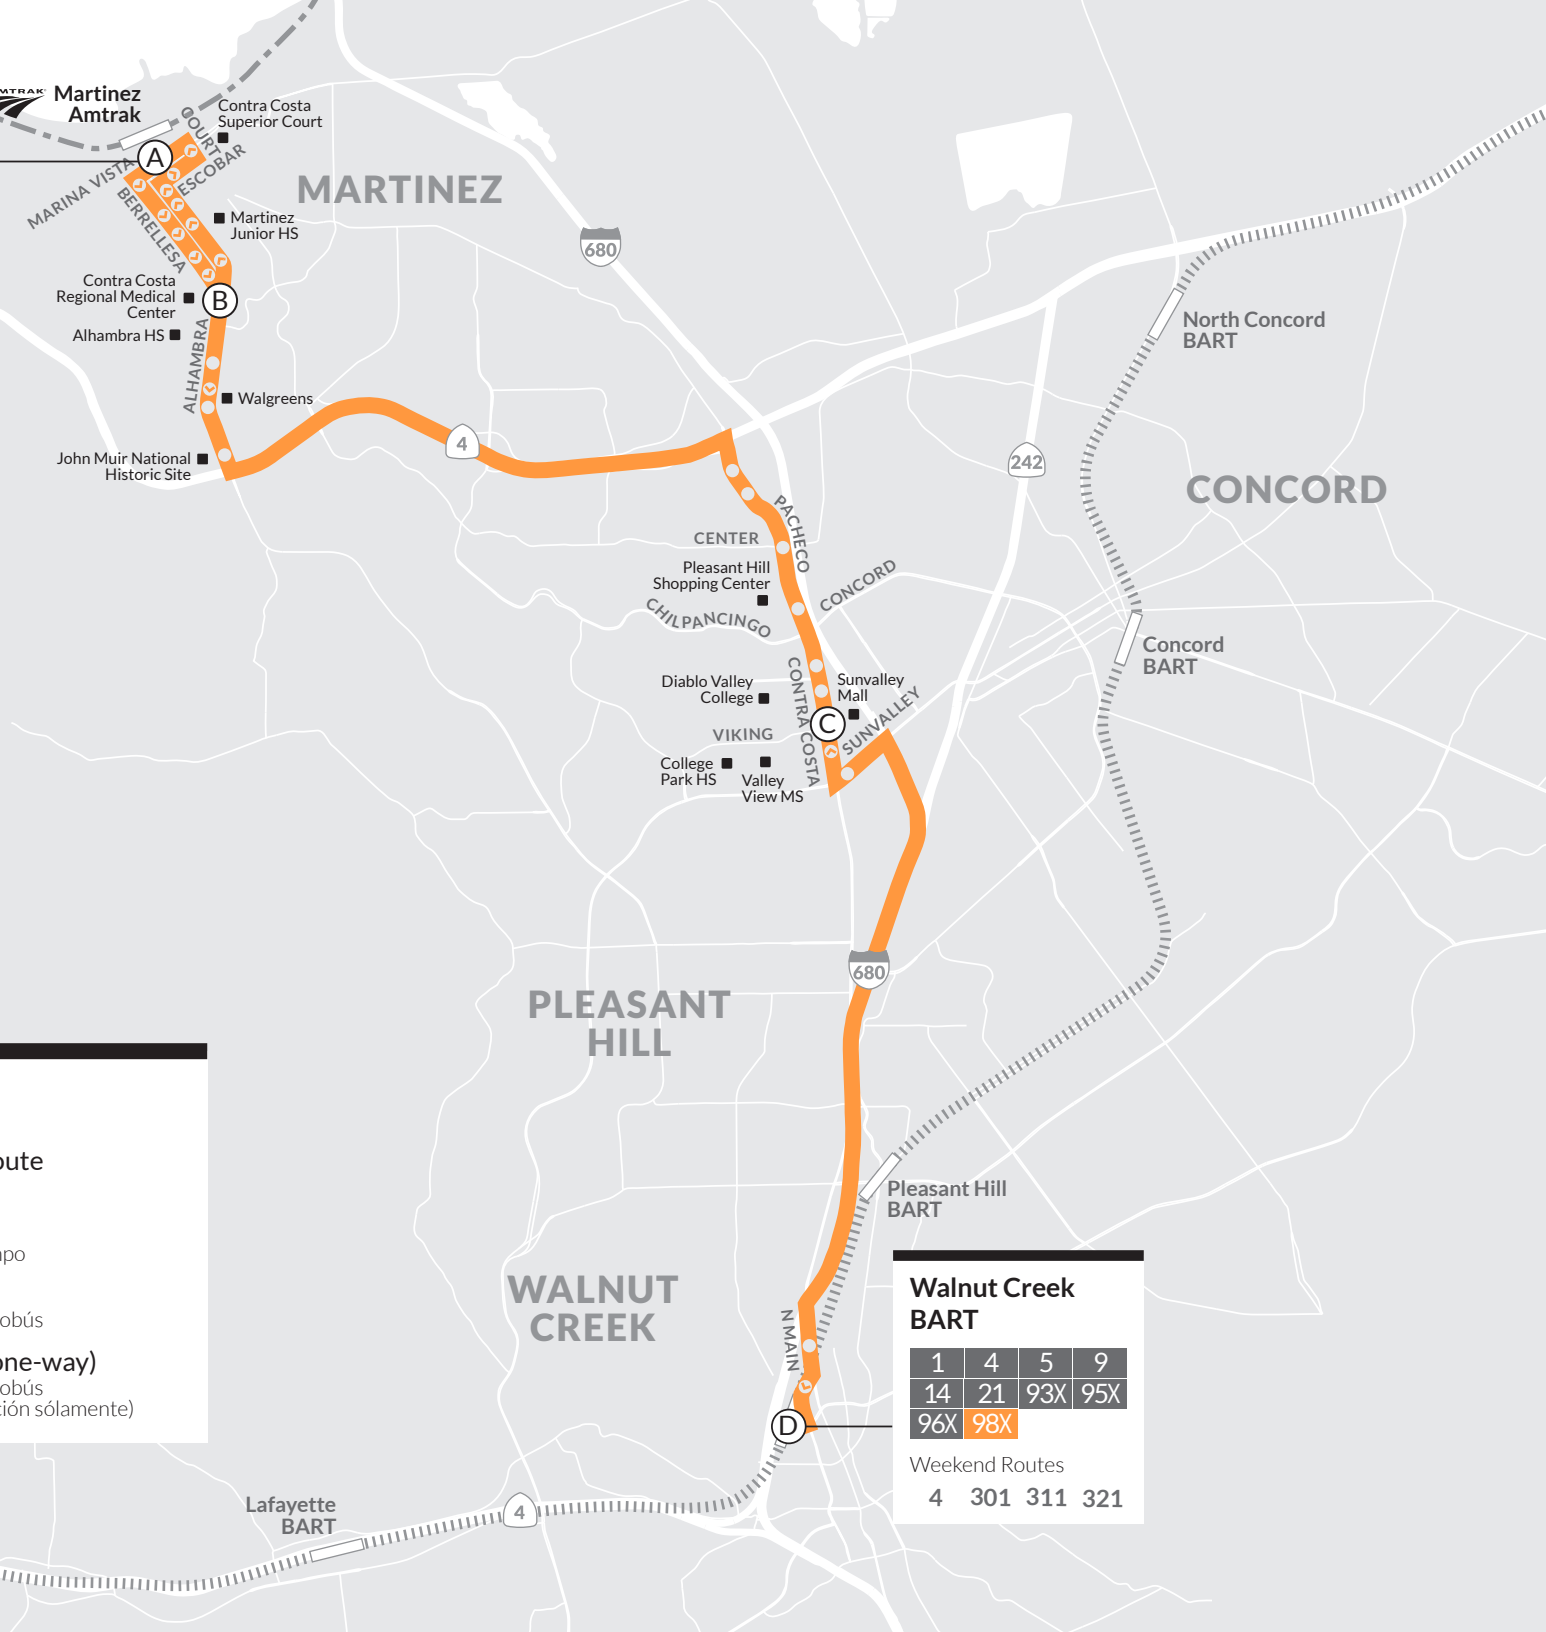 Martinez
Amtrak
COURT
Contra Costa
Superior Court
A
ESCOBAR
MARINA VISTA
BERRELLESA
MARTINEZ
Martinez
Junior HS
680
Contra Costa
Regional Medical
Center
B
Alhambra HS
ALHAMBRA
Walgreens
John Muir National
Historic Site
4
North Concord
BART
242
CONCORD
PACHECO
CENTER
Pleasant Hill
Shopping Center
CONCORD
CHILPANCINGO
Concord
BART
Diablo Valley
College
CONTRA COSTA
Sunvalley
Mall
C
SUNVALLEY
VIKING
College
Park HS
Valley
View MS
680
PLEASANT
HILL
Pleasant Hill
BART
WALNUT
CREEK
N MAIN
D
Walnut Creek
BART
1 4 5 9
14 21 93X 95X
96X 98X
Weekend Routes
4 301 311 321
Lafayette
BART
4
obús
one-way)
obús
ción sólamente)